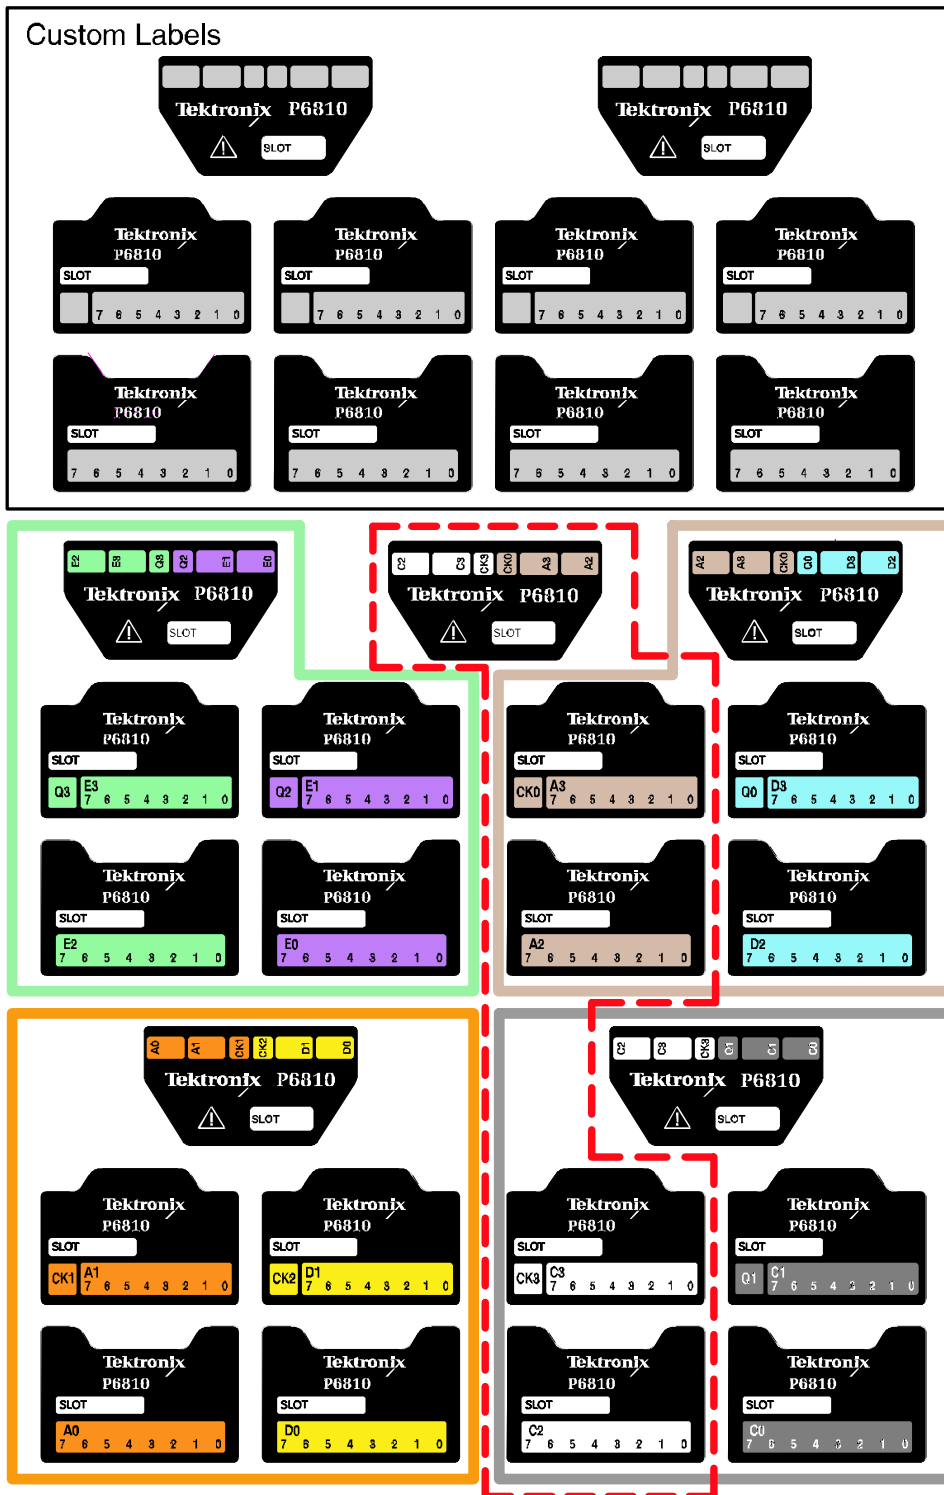 Custom Labels
Tektronix P6810
SLOT
Tektronix P6810
SLOT
Tektronix
P6810
SLOT
7 6 5 4 3 2 1 0
Tektronix
P6810
SLOT
7 6 5 4 3 2 1 0
Tektronix
P6810
SLOT
7 6 5 4 3 2 1 0
Tektronix
P6810
SLOT
7 6 5 4 3 2 1 0
Tektronix
P6810
SLOT
7 6 5 4 3 2 1 0
Tektronix
P6810
SLOT
7 6 5 4 3 2 1 0
Tektronix
P6810
SLOT
7 6 5 4 3 2 1 0
Tektronix
P6810
SLOT
7 6 5 4 3 2 1 0
E2 E3 Q3 Q2 E1 E0
Tektronix P6810
SLOT
C2 C3 CK3 CK0 A3 A2
Tektronix P6810
SLOT
A2 A3 CK0 Q0 D3 D2
Tektronix P6810
SLOT
Tektronix
P6810
SLOT
Q3 E3
7 6 5 4 3 2 1 0
Tektronix
P6810
SLOT
Q2 E1
7 6 5 4 3 2 1 0
Tektronix
P6810
SLOT
CK0 A3
7 6 5 4 3 2 1 0
Tektronix
P6810
SLOT
Q0 D3
7 6 5 4 3 2 1 0
Tektronix
P6810
SLOT
E2
7 6 5 4 3 2 1 0
Tektronix
P6810
SLOT
E0
7 6 5 4 3 2 1 0
Tektronix
P6810
SLOT
A2
7 6 5 4 3 2 1 0
Tektronix
P6810
SLOT
D2
7 6 5 4 3 2 1 0
A0 A1 CK1 CK2 D1 D0
Tektronix P6810
SLOT
C2 C3 CK3 Q1 C1 C0
Tektronix P6810
SLOT
Tektronix
P6810
SLOT
CK1 A1
7 6 5 4 3 2 1 0
Tektronix
P6810
SLOT
CK2 D1
7 6 5 4 3 2 1 0
Tektronix
P6810
SLOT
CK3 C3
7 6 5 4 3 2 1 0
Tektronix
P6810
SLOT
Q1 C1
7 6 5 4 3 2 1 0
Tektronix
P6810
SLOT
A0
7 6 5 4 3 2 1 0
Tektronix
P6810
SLOT
D0
7 6 5 4 3 2 1 0
Tektronix
P6810
SLOT
C2
7 6 5 4 3 2 1 0
Tektronix
P6810
SLOT
C0
7 6 5 4 3 2 1 0